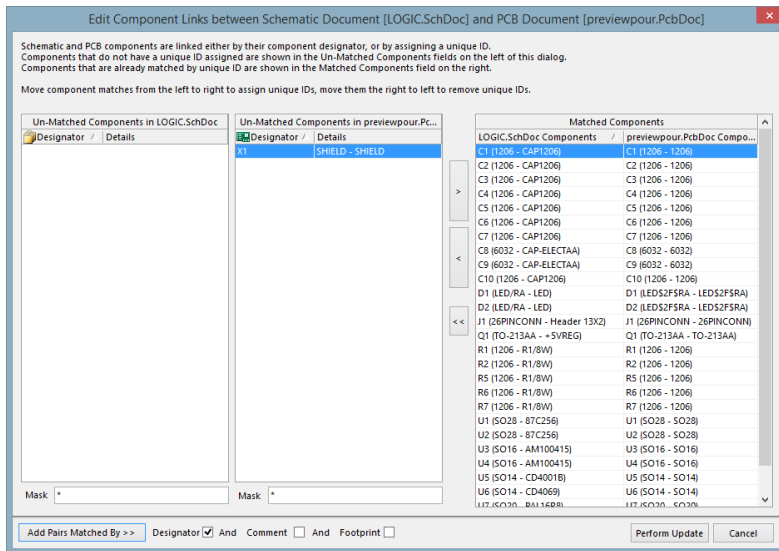 Edit Component Links between Schematic Document [LOGIC.SchDoc] and PCB Document [previewpour.PcbDoc]
Schematic and PCB components are linked either by their component designator, or by assigning a unique ID.
Components that do not have a unique ID assigned are shown in the Un-Matched Components fields on the left of this dialog.
Components that are already matched by unique ID are shown in the Matched Components field on the right.
Move component matches from the left to right to assign unique IDs, move them the right to left to remove unique IDs.
Un-Matched Components in LOGIC.SchDoc
Designator / Details
Mask *
Un-Matched Components in previewpour.Pc...
Designator / Details
X1 SHIELD - SHIELD
Mask *
>
<
<<
Matched Components
LOGIC.SchDoc Components / previewpour.PcbDoc Compo...
C1 (1206 - CAP1206) C1 (1206 - 1206)
C2 (1206 - CAP1206) C2 (1206 - 1206)
C3 (1206 - CAP1206) C3 (1206 - 1206)
C4 (1206 - CAP1206) C4 (1206 - 1206)
C5 (1206 - CAP1206) C5 (1206 - 1206)
C6 (1206 - CAP1206) C6 (1206 - 1206)
C7 (1206 - CAP1206) C7 (1206 - 1206)
C8 (6032 - CAP-ELECTAA) C8 (6032 - 6032)
C9 (6032 - CAP-ELECTAA) C9 (6032 - 6032)
C10 (1206 - CAP1206) C10 (1206 - 1206)
D1 (LED/RA - LED) D1 (LED$2F$RA - LED$2F$RA)
D2 (LED/RA - LED) D2 (LED$2F$RA - LED$2F$RA)
J1 (26PINCONN - Header 13X2) J1 (26PINCONN - 26PINCONN)
Q1 (TO-213AA - +5VREG) Q1 (TO-213AA - TO-213AA)
R1 (1206 - R1/8W) R1 (1206 - 1206)
R2 (1206 - R1/8W) R2 (1206 - 1206)
R5 (1206 - R1/8W) R5 (1206 - 1206)
R6 (1206 - R1/8W) R6 (1206 - 1206)
R7 (1206 - R1/8W) R7 (1206 - 1206)
U1 (SO28 - 87C256) U1 (SO28 - SO28)
U2 (SO28 - 87C256) U2 (SO28 - SO28)
U3 (SO16 - AM100415) U3 (SO16 - SO16)
U4 (SO16 - AM100415) U4 (SO16 - SO16)
U5 (SO14 - CD4001B) U5 (SO14 - SO14)
U6 (SO14 - CD4069) U6 (SO14 - SO14)
U7 (SO20 - PAL16R8) U7 (SO20 - SO20)
Add Pairs Matched By >> Designator And Comment And Footprint Perform Update Cancel